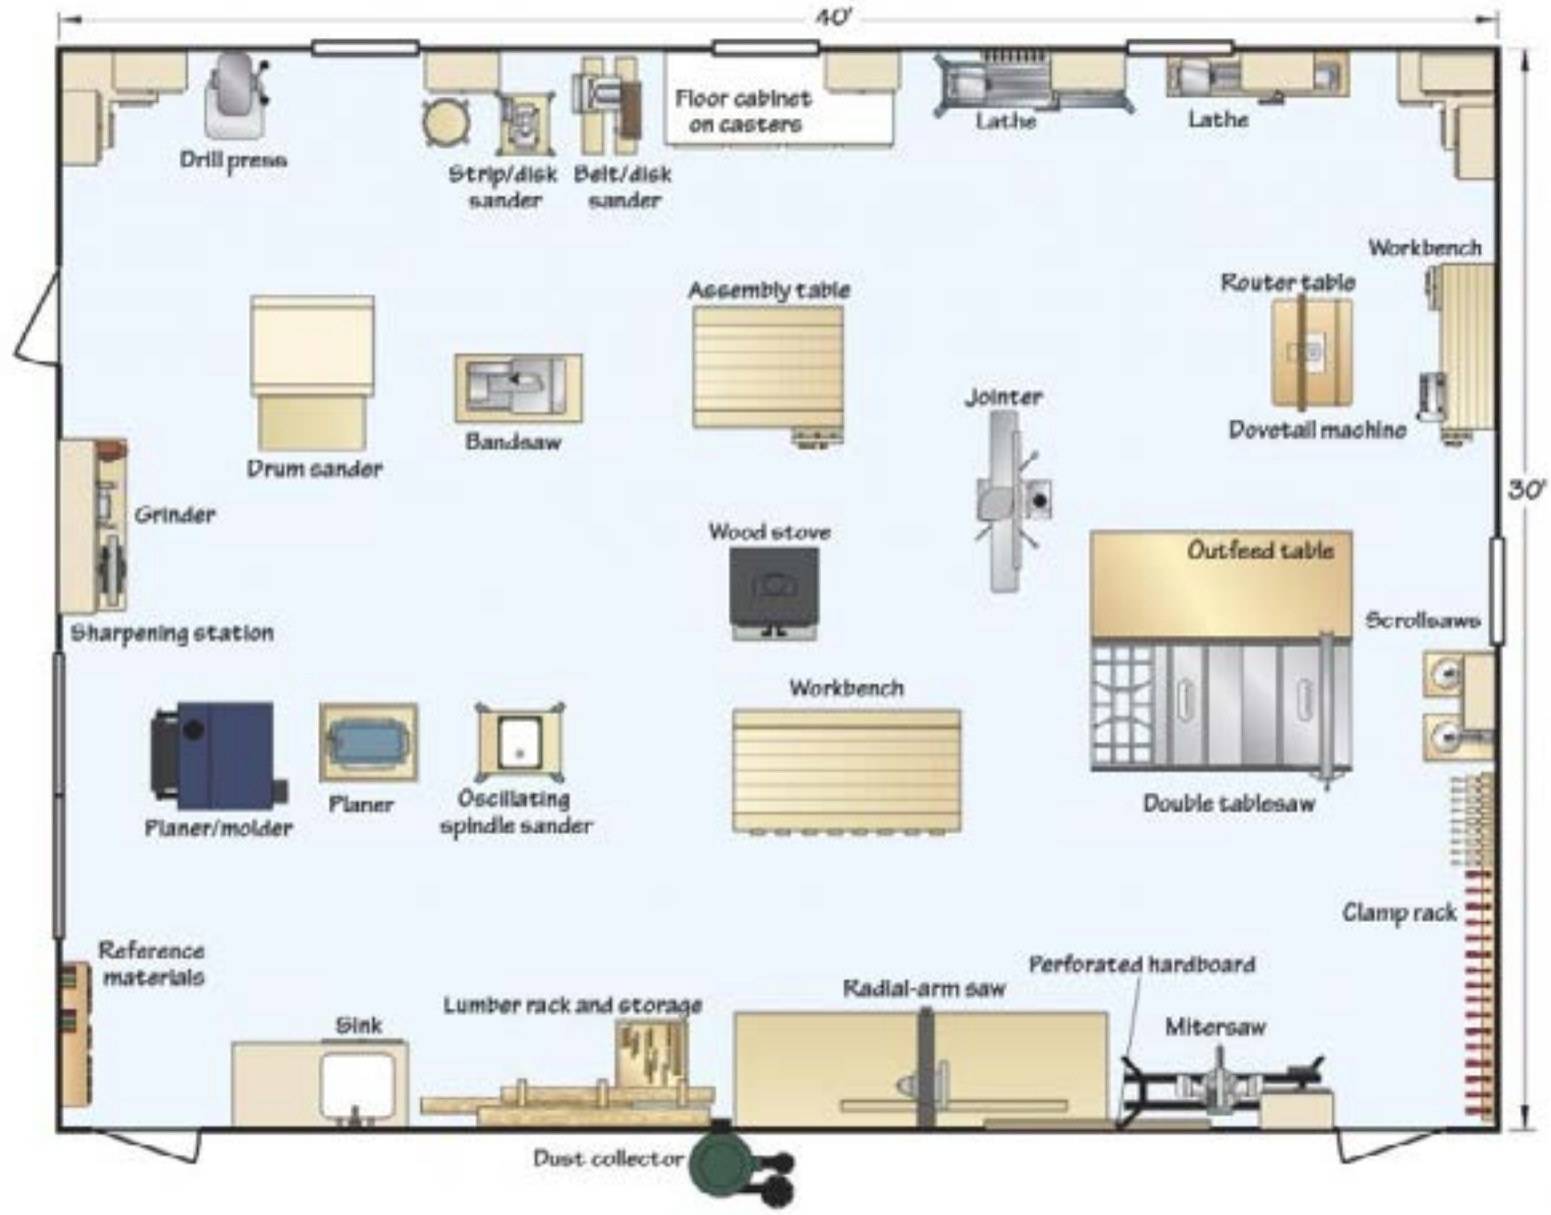 40'
Floor cabinet
on casters
Lathe
Lathe
Drill press
Strip/disk
sander
Belt/disk
sander
Workbench
Router table
Assembly table
Jointer
Dovetail machine
Bandsaw
Drum sander
30'
Grinder
Wood stove
Outfeed table
Scrollsaws
Sharpening station
Workbench
Double tablesaw
Planer
Oscillating
spindle sander
Planer/molder
Clamp rack
Reference
materials
Perforated hardboard
Radial-arm saw
Lumber rack and storage
Sink
Mitersaw
Dust collector